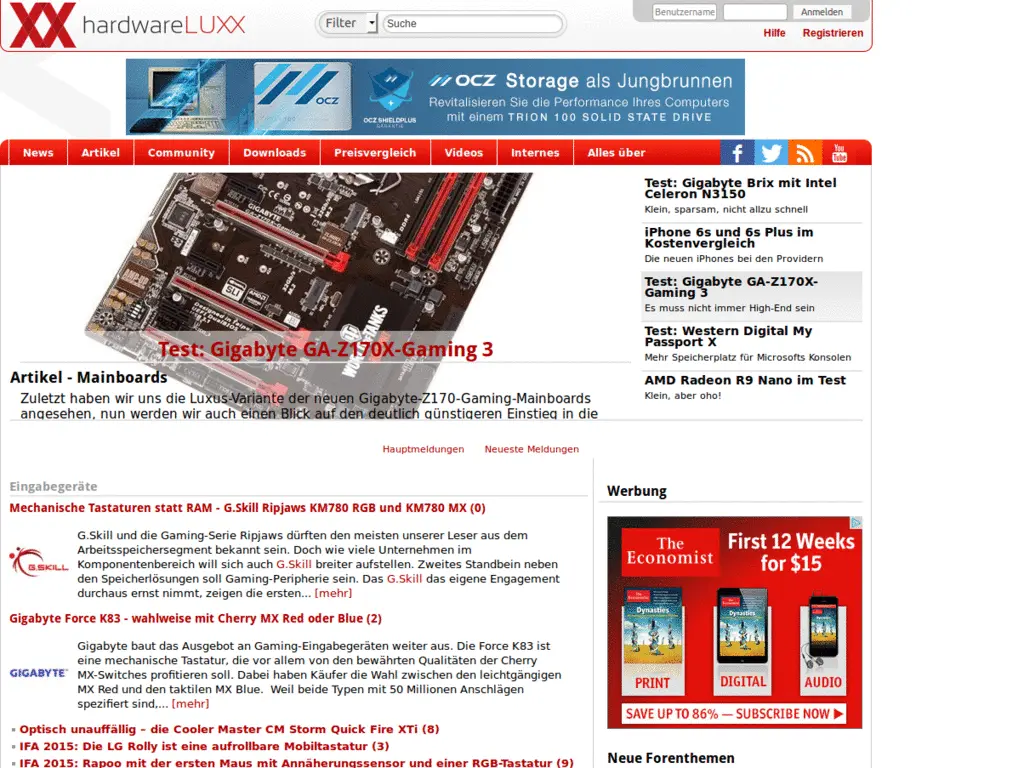 hardwareLUXX
Filter
Suche
Benutzername
Anmelden
Hilfe
Registrieren
OCZ
OCZ SHIELDPLUS
GARANTIE
OCZ Storage als Jungbrunnen
Revitalisieren Sie die Performance Ihres Computers
mit einem TRION 100 SOLID STATE DRIVE
News
Artikel
Community
Downloads
Preisvergleich
Videos
Internes
Alles über
You Tube
GIGABYTE
SLI
AMD
Designed in Taipei
Test: Gigabyte GA-Z170X-Gaming 3
Artikel - Mainboards
Zuletzt haben wir uns die Luxus-Variante der neuen Gigabyte-Z170-Gaming-Mainboards
angesehen, nun werden wir auch einen Blick auf den deutlich günstigeren Einstieg in die
Test: Gigabyte Brix mit Intel
Celeron N3150
Klein, sparsam, nicht allzu schnell
iPhone 6s und 6s Plus im
Kostenvergleich
Die neuen iPhones bei den Providern
Test: Gigabyte GA-Z170X-
Gaming 3
Es muss nicht immer High-End sein
Test: Western Digital My
Passport X
Mehr Speicherplatz für Microsofts Konsolen
AMD Radeon R9 Nano im Test
Klein, aber oho!
Hauptmeldungen
Neueste Meldungen
Eingabegeräte
Mechanische Tastaturen statt RAM - G.Skill Ripjaws KM780 RGB und KM780 MX (0)
G.SKILL
G.Skill und die Gaming-Serie Ripjaws dürften den meisten unserer Leser aus dem
Arbeitsspeichersegment bekannt sein. Doch wie viele Unternehmen im
Komponentenbereich will sich auch G.Skill breiter aufstellen. Zweites Standbein neben
den Speicherlösungen soll Gaming-Peripherie sein. Das G.Skill das eigene Engagement
durchaus ernst nimmt, zeigen die ersten... [mehr]
Gigabyte Force K83 - wahlweise mit Cherry MX Red oder Blue (2)
GIGABYTE
Gigabyte baut das Ausgebot an Gaming-Eingabegeräten weiter aus. Die Force K83 ist
eine mechanische Tastatur, die vor allem von den bewährten Qualitäten der Cherry
MX-Switches profitieren soll. Dabei haben Käufer die Wahl zwischen den leichtgängigen
MX Red und den taktilen MX Blue.  Weil beide Typen mit 50 Millionen Anschlägen
spezifiert sind,... [mehr]
Optisch unauffällig – die Cooler Master CM Storm Quick Fire XTi (8)
IFA 2015: Die LG Rolly ist eine aufrollbare Mobiltastatur (3)
IFA 2015: Rapoo mit der ersten Maus mit Annäherungssensor und einer RGB-Tastatur (9)
Werbung
The
Economist
First 12 Weeks
for $15
Dynasties
Dynasties
Dynasties
PRINT
DIGITAL
AUDIO
SAVE UP TO 86% — SUBSCRIBE NOW
Neue Forenthemen